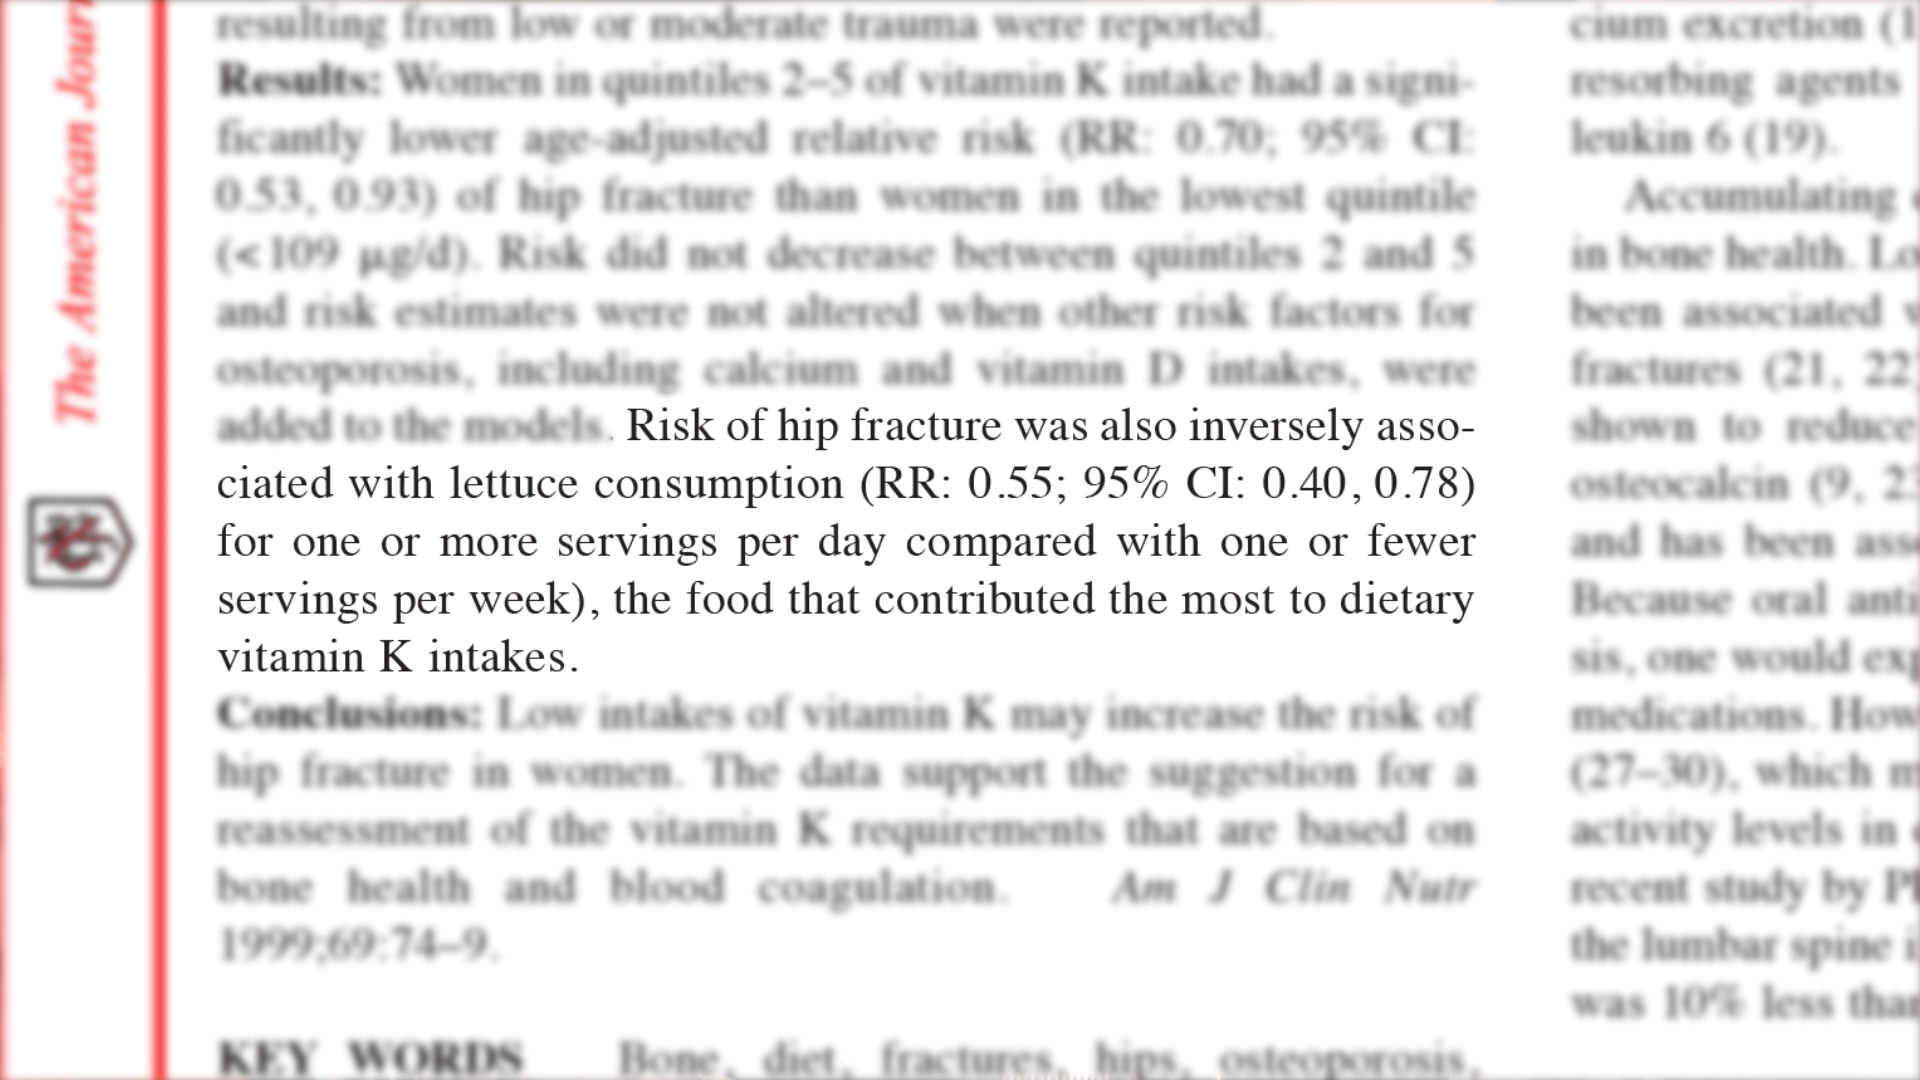 The American Jour
resulting from low or moderate trauma were reported.
Results: Women in quintiles 2–5 of vitamin K intake had a signi-
ficantly lower age-adjusted relative risk (RR: 0.70; 95% CI:
0.53, 0.93) of hip fracture than women in the lowest quintile
(<109 μg/d). Risk did not decrease between quintiles 2 and 5
and risk estimates were not altered when other risk factors for
osteoporosis, including calcium and vitamin D intakes, were
added to the models. Risk of hip fracture was also inversely asso-
ciated with lettuce consumption (RR: 0.55; 95% CI: 0.40, 0.78)
for one or more servings per day compared with one or fewer
servings per week), the food that contributed the most to dietary
vitamin K intakes.
Conclusions: Low intakes of vitamin K may increase the risk of
hip fracture in women. The data support the suggestion for a
reassessment of the vitamin K requirements that are based on
bone health and blood coagulation. Am J Clin Nutr
1999;69:74–9.
KEY WORDS Bone, diet, fractures, hips, osteoporosis,
cium excretion (1
resorbing agents
leukin 6 (19).
Accumulating
in bone health. Lo
been associated
fractures (21, 22
shown to reduce
osteocalcin (9, 23
and has been ass
Because oral anti
sis, one would exp
medications. How
(27–30), which m
activity levels in
recent study by P
the lumbar spine i
was 10% less than